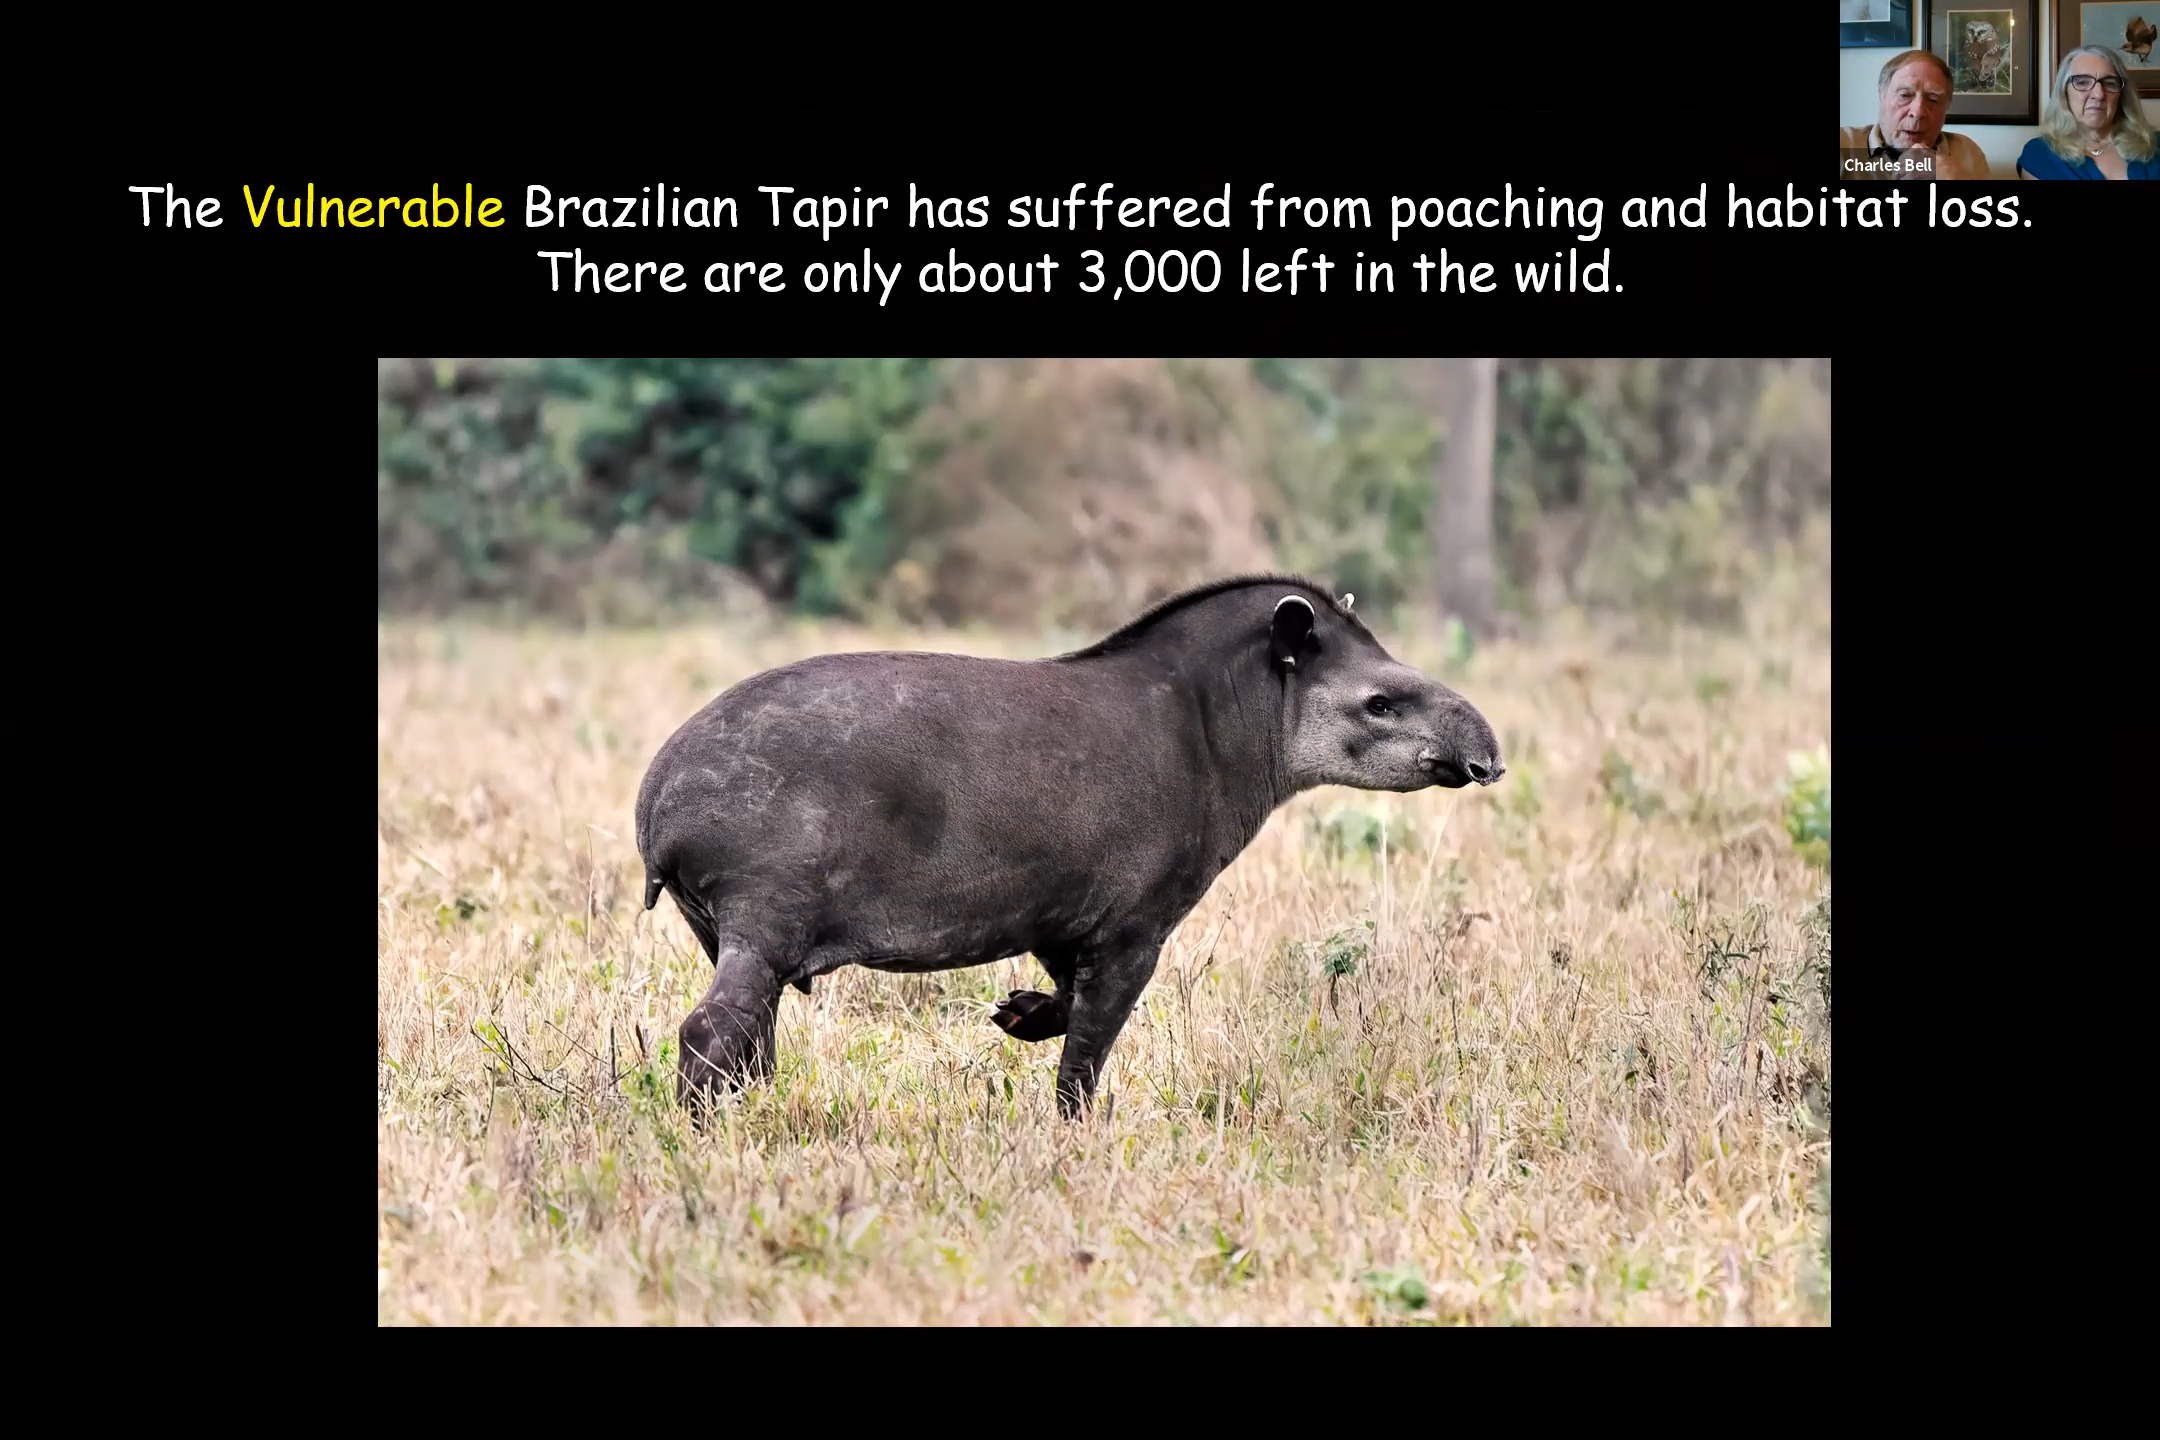 Charles Bell
The Vulnerable Brazilian Tapir has suffered from poaching and habitat loss.
There are only about 3,000 left in the wild.